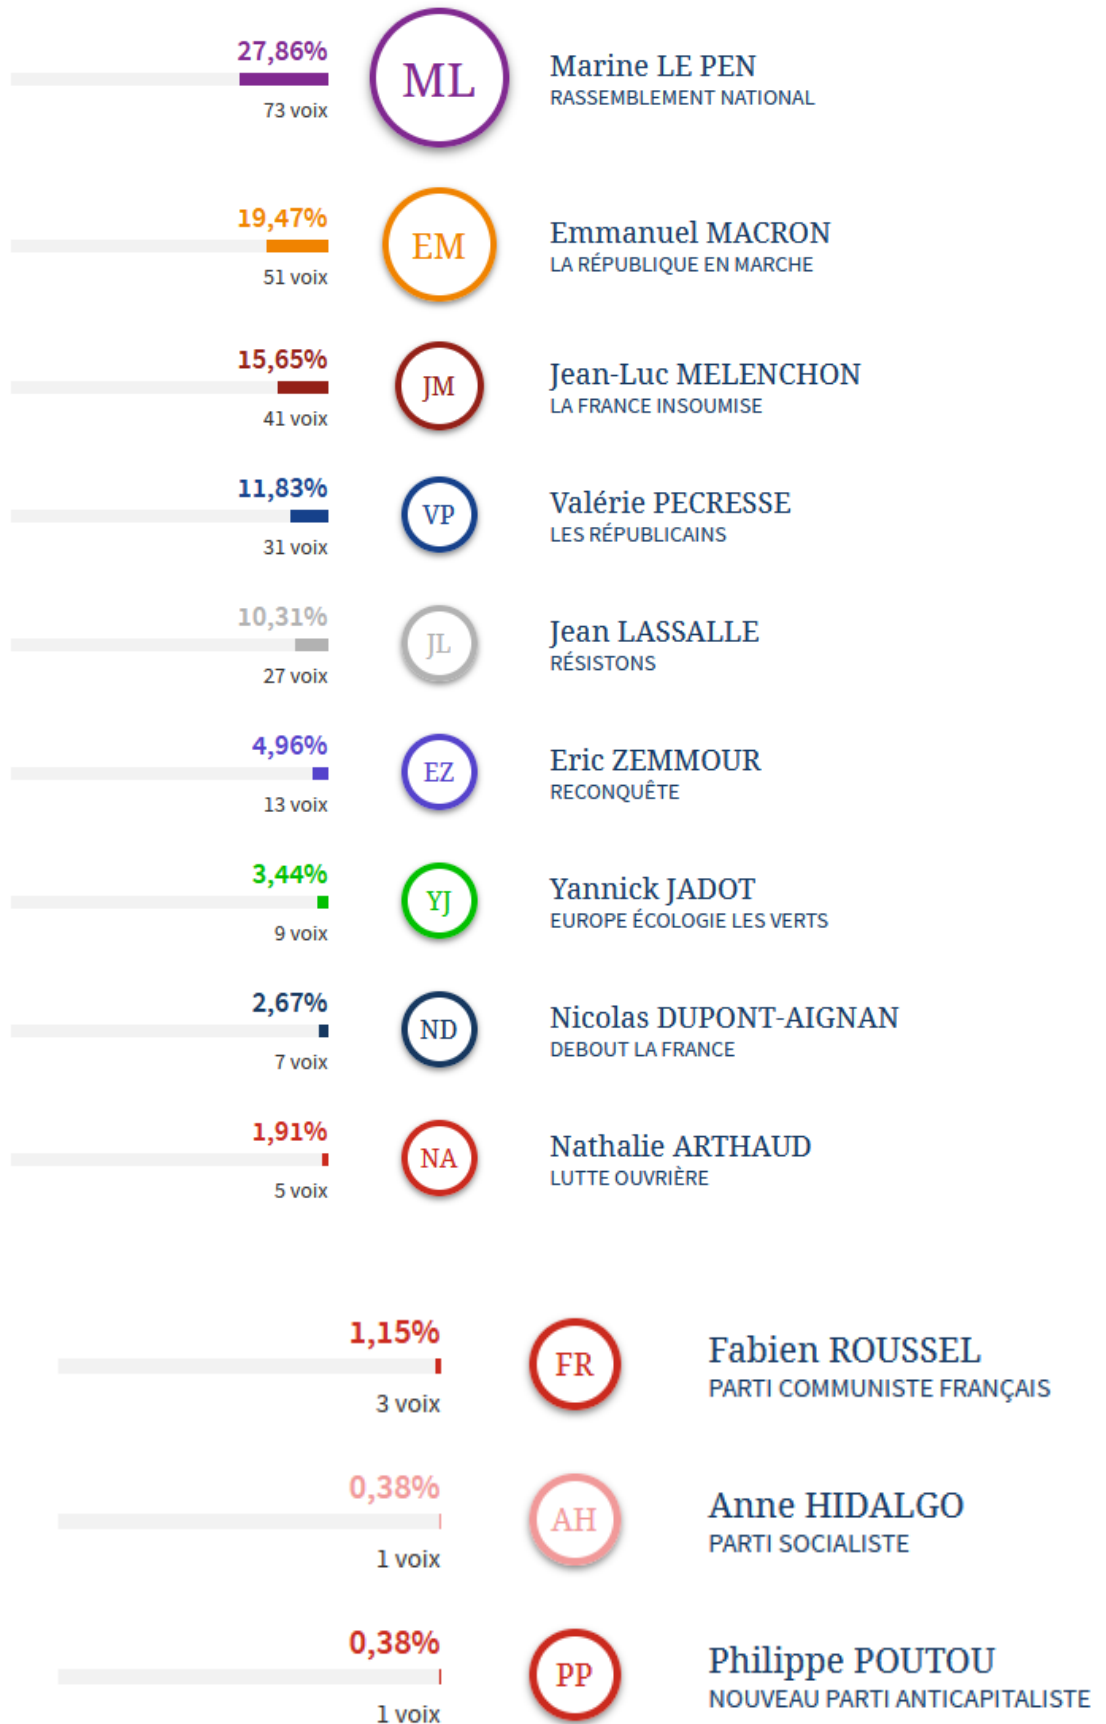 27,86%
73 voix
ML
Marine LE PEN
RASSEMBLEMENT NATIONAL
19,47%
51 voix
EM
Emmanuel MACRON
LA RÉPUBLIQUE EN MARCHE
15,65%
41 voix
JM
Jean-Luc MELENCHON
LA FRANCE INSOUMISE
11,83%
31 voix
VP
Valérie PECRESSE
LES RÉPUBLICAINS
10,31%
27 voix
JL
Jean LASSALLE
RÉSISTONS
4,96%
13 voix
EZ
Eric ZEMMOUR
RECONQUÊTE
3,44%
9 voix
YJ
Yannick JADOT
EUROPE ÉCOLOGIE LES VERTS
2,67%
7 voix
ND
Nicolas DUPONT-AIGNAN
DEBOUT LA FRANCE
1,91%
5 voix
NA
Nathalie ARTHAUD
LUTTE OUVRIÈRE
1,15%
3 voix
FR
Fabien ROUSSEL
PARTI COMMUNISTE FRANÇAIS
0,38%
1 voix
AH
Anne HIDALGO
PARTI SOCIALISTE
0,38%
1 voix
PP
Philippe POUTOU
NOUVEAU PARTI ANTICAPITALISTE